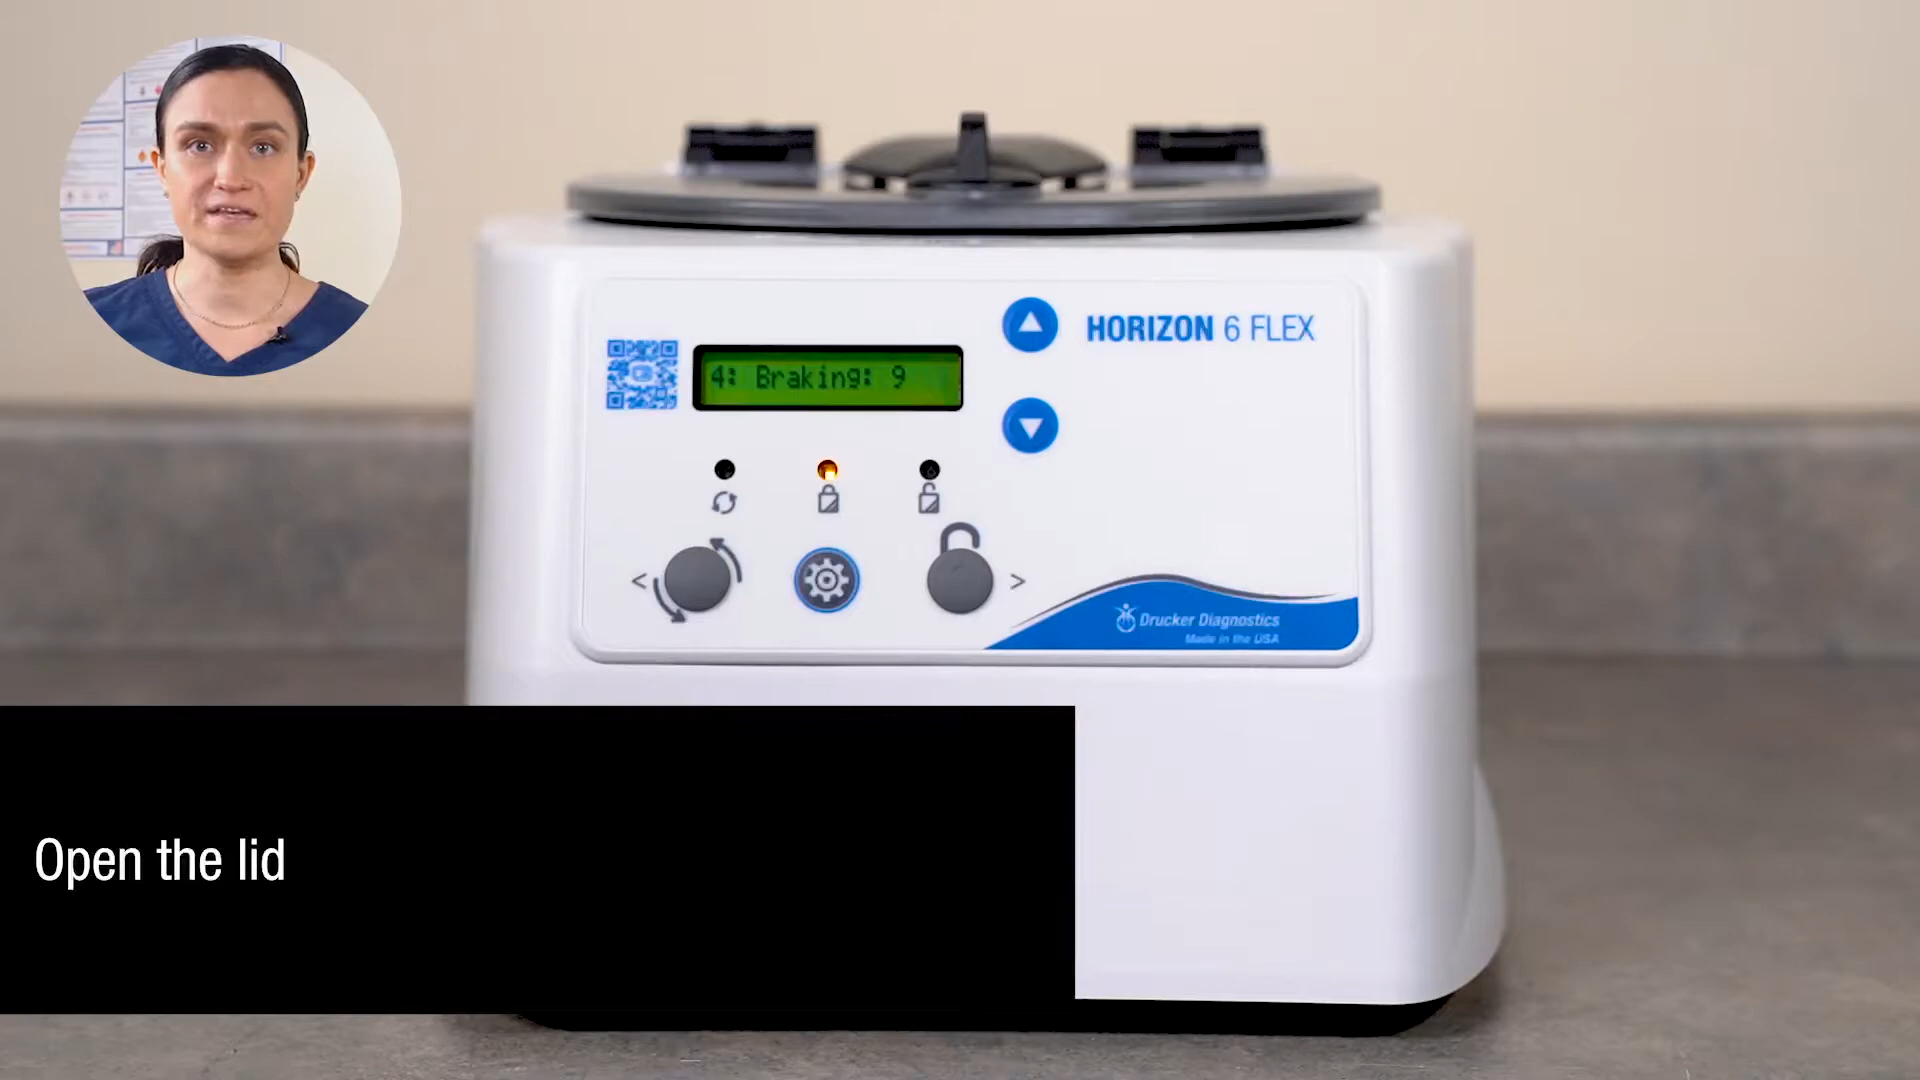 HORIZON 6 FLEX
4: Braking: 9
< >
Drucker Diagnostics
Made in the USA
Open the lid